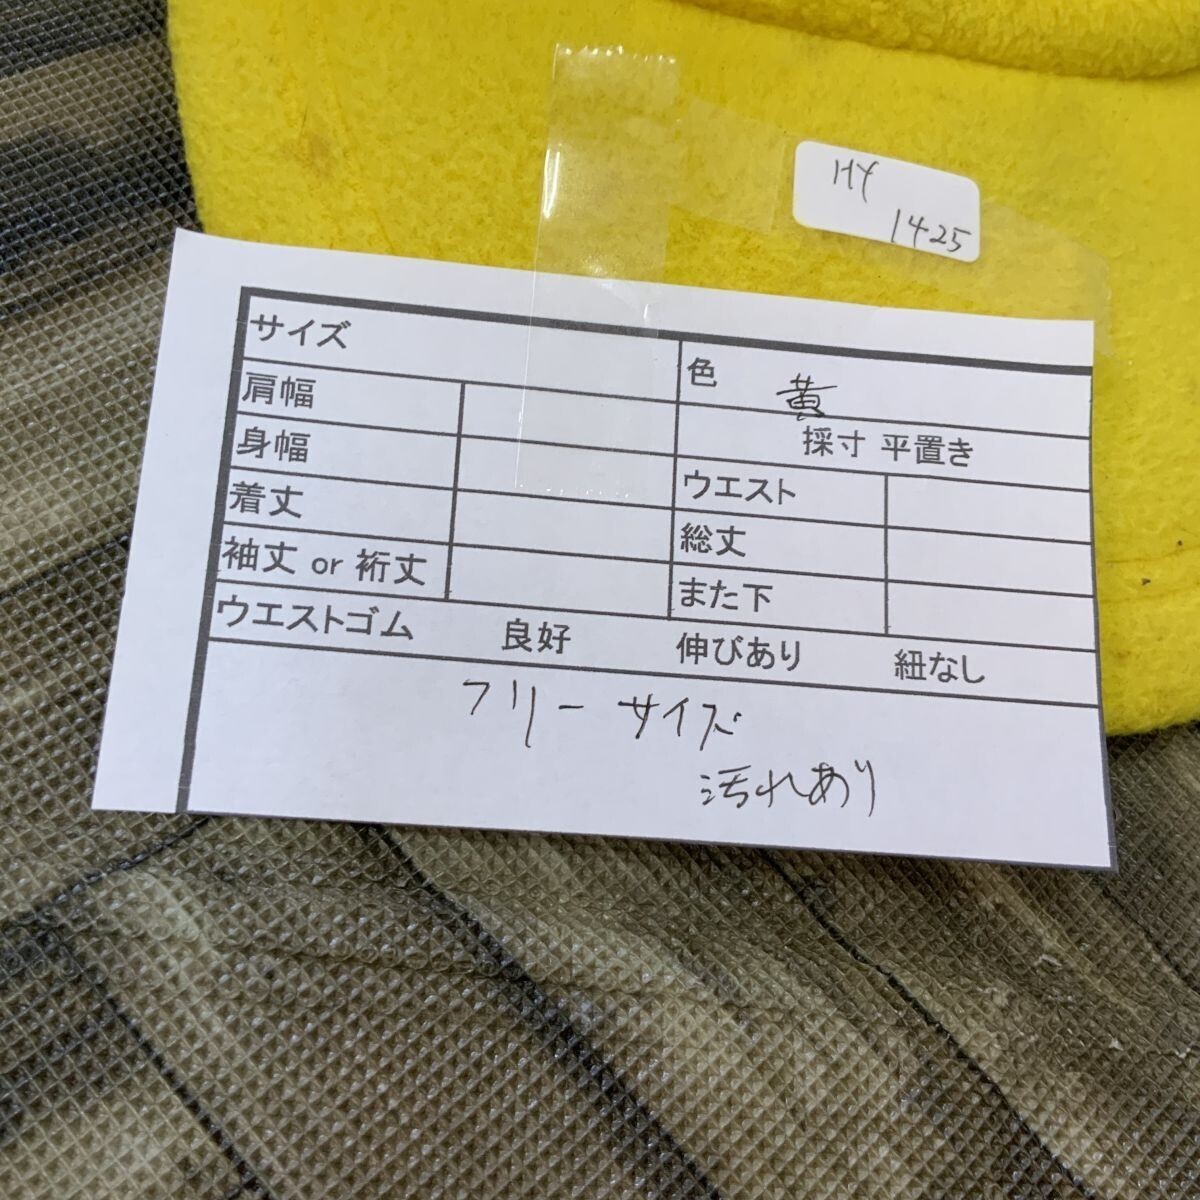 HY
1425
サイズ
色 黄
肩幅
採寸 平置き
身幅
ウエスト
着丈
総丈
袖丈 or 裄丈
また下
ウエストゴム 良好 伸びあり 紐なし
フリーサイズ
汚れあり